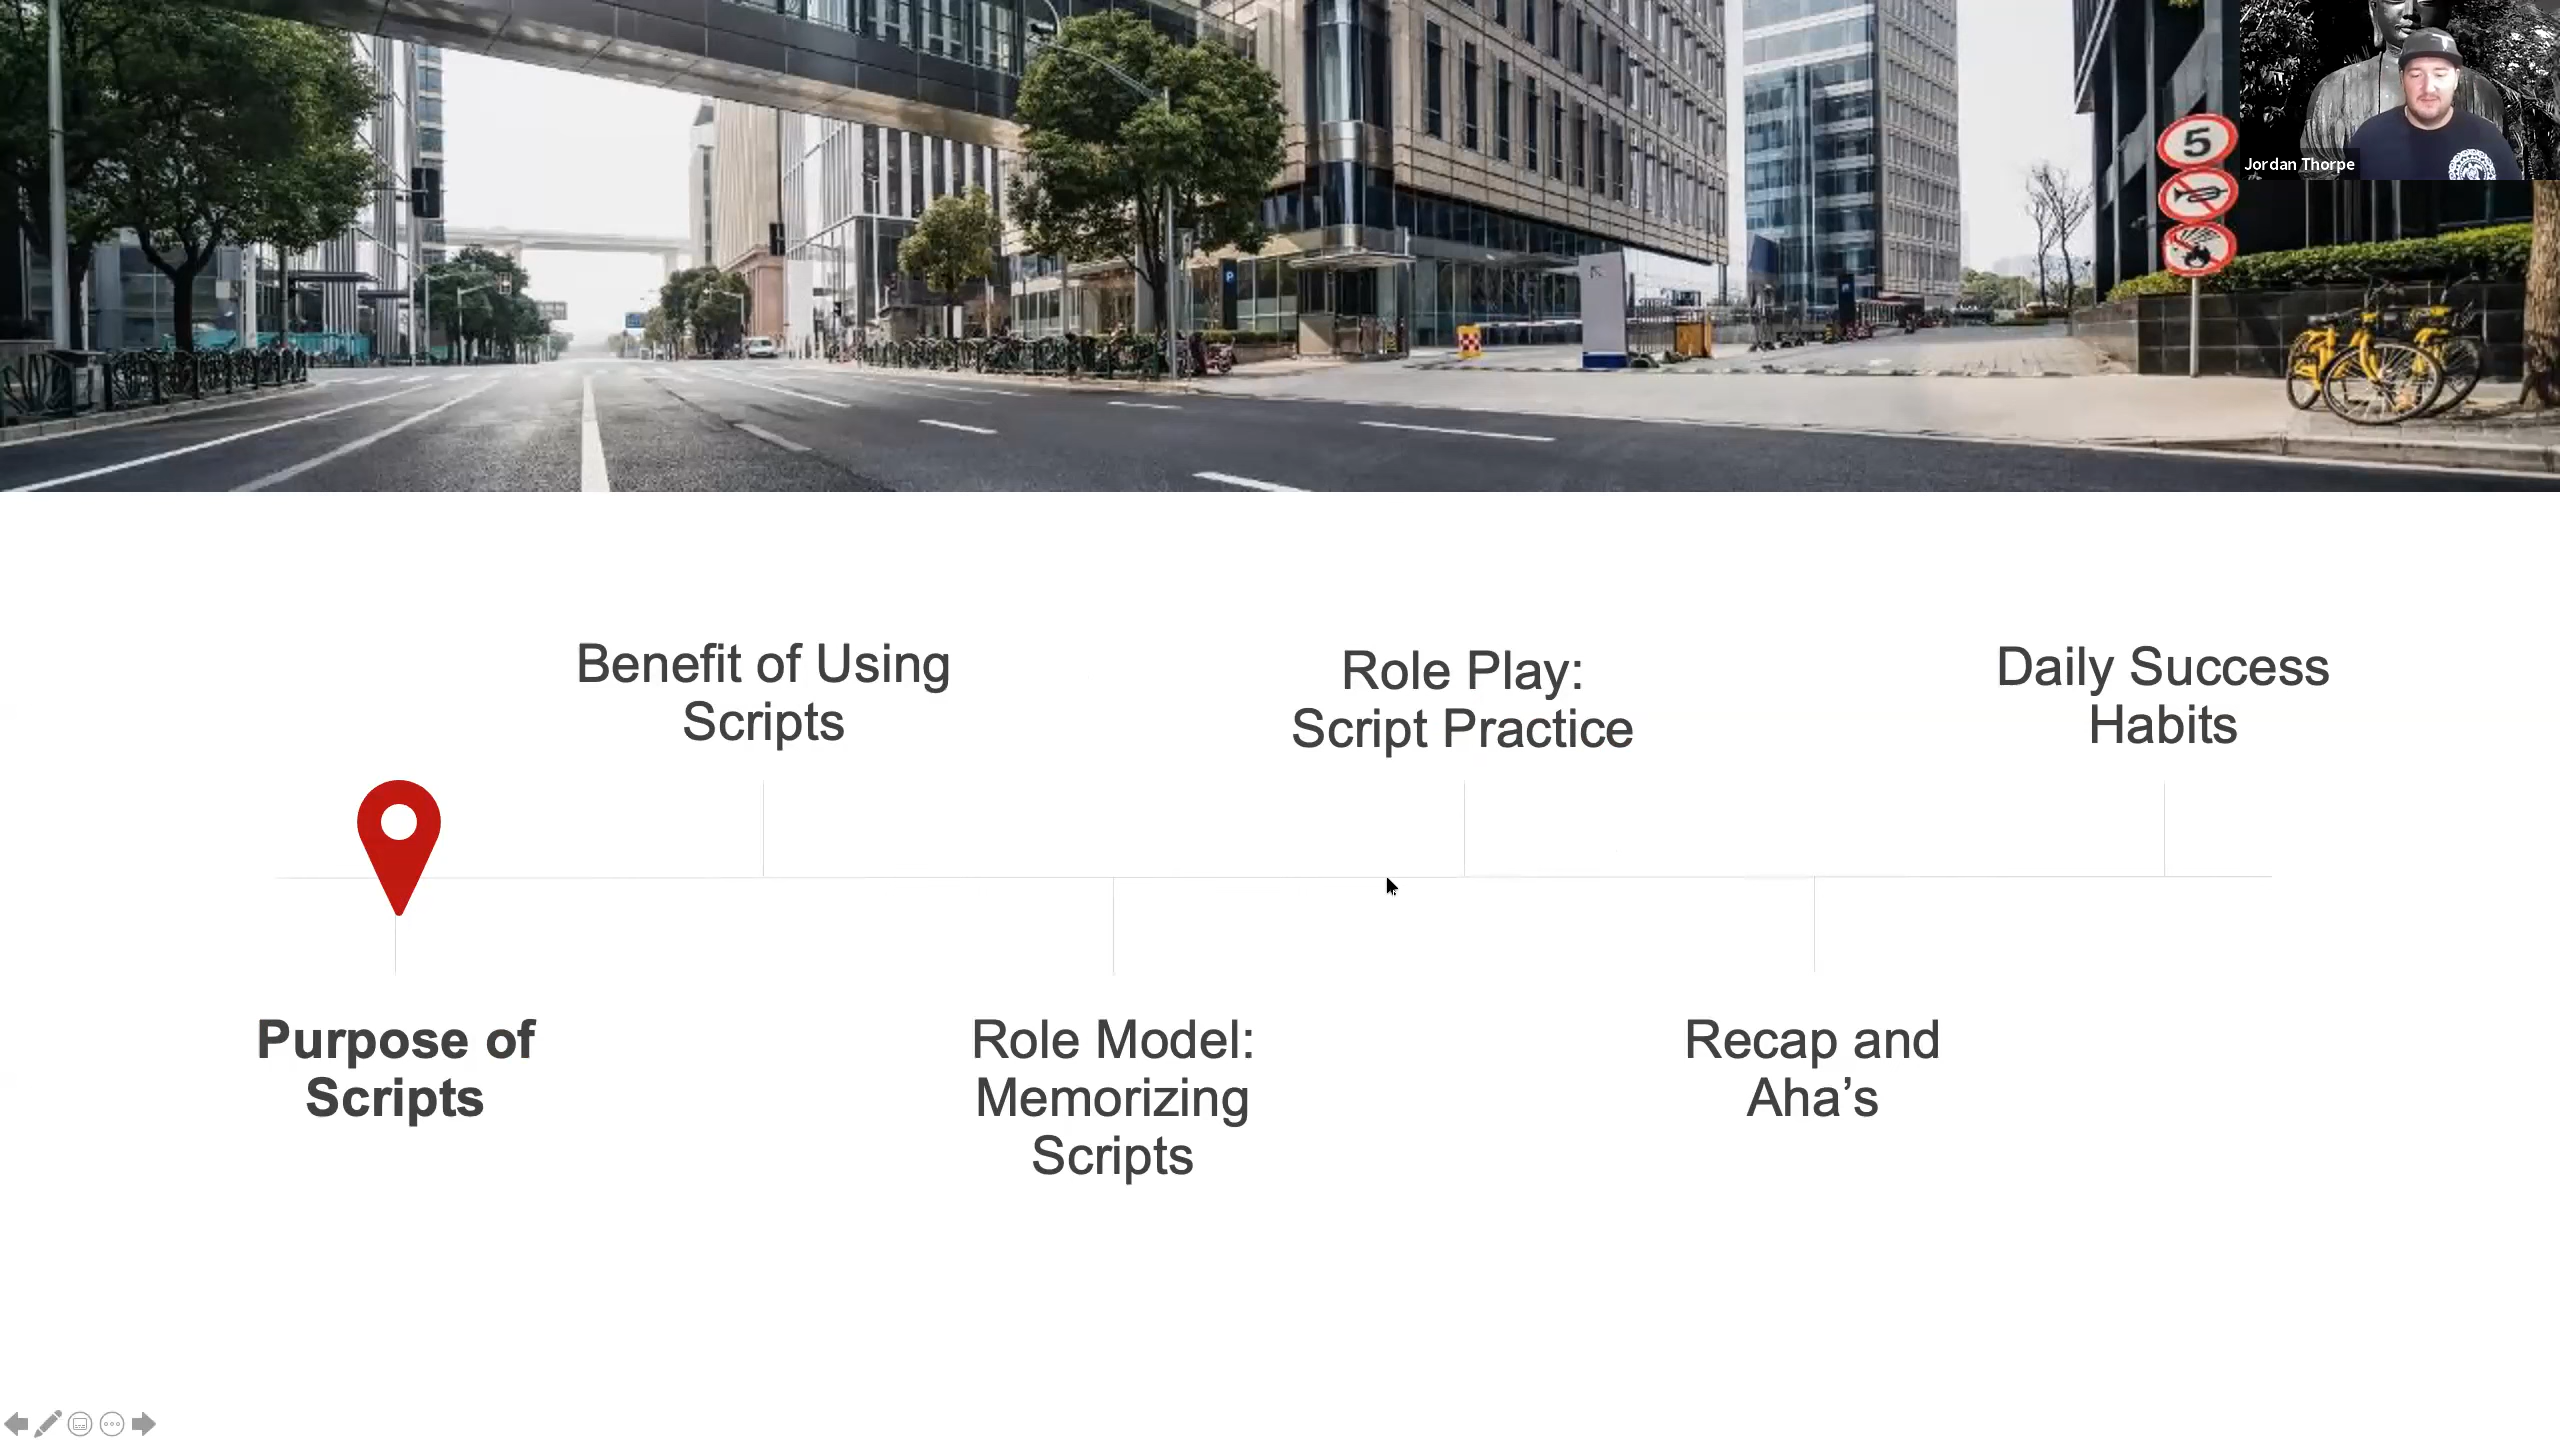 5
Jordan Thorpe
P
Benefit of Using
Scripts
Role Play:
Script Practice
Daily Success
Habits
Purpose of
Scripts
Role Model:
Memorizing
Scripts
Recap and
Aha’s